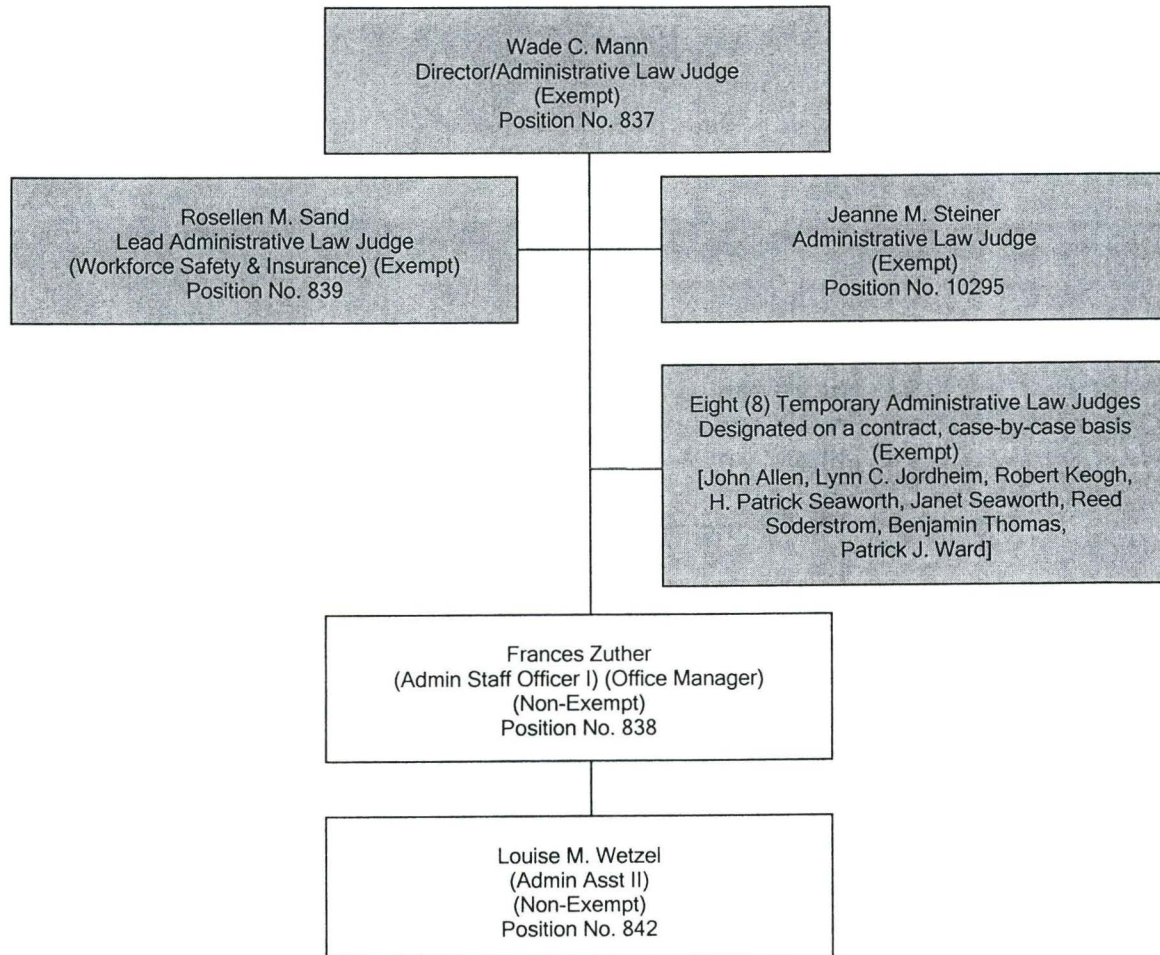 Wade C. Mann
Director/Administrative Law Judge
(Exempt)
Position No. 837
Rosellen M. Sand
Lead Administrative Law Judge
(Workforce Safety & Insurance) (Exempt)
Position No. 839
Jeanne M. Steiner
Administrative Law Judge
(Exempt)
Position No. 10295
Eight (8) Temporary Administrative Law Judges
Designated on a contract, case-by-case basis
(Exempt)
[John Allen, Lynn C. Jordheim, Robert Keogh,
H. Patrick Seaworth, Janet Seaworth, Reed
Soderstrom, Benjamin Thomas,
Patrick J. Ward]
Frances Zuther
(Admin Staff Officer I) (Office Manager)
(Non-Exempt)
Position No. 838
Louise M. Wetzel
(Admin Asst II)
(Non-Exempt)
Position No. 842